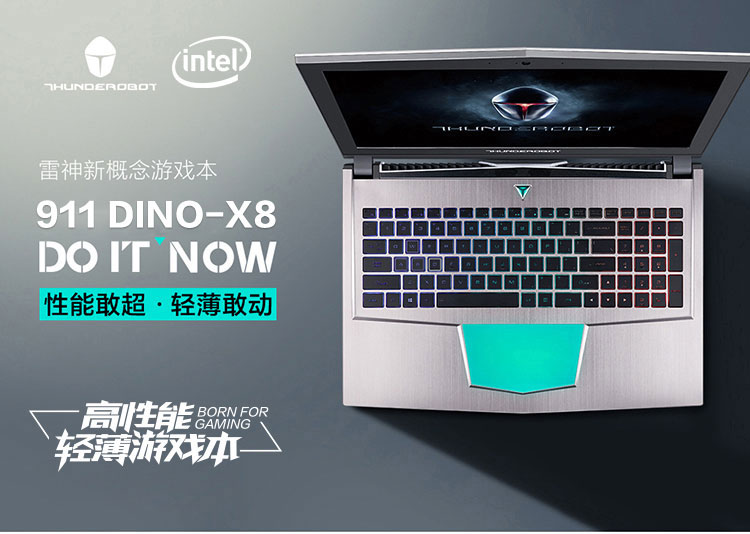 THUNDEROBOT
intel
雷神新概念游戏本
911 DINO-X8
DO IT NOW
性能敢超·轻薄敢动
高性能
BORN FOR
GAMING
轻薄游戏本
THUNDEROBOT
THUNDEROBOT